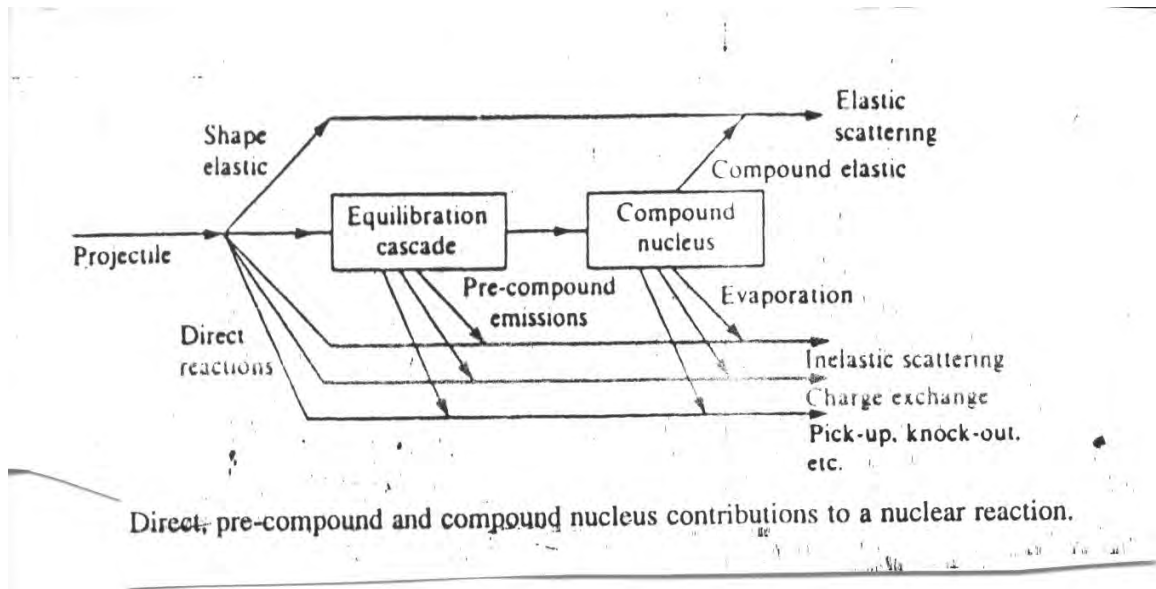 Elastic
scattering
Shape
elastic
Compound elastic
Equilibration
cascade
Compound
nucleus
Projectile
Pre-compound
emissions
Evaporation
Direct
reactions
Inelastic scattering
Charge exchange
Pick-up, knock-out,
etc.
Direct, pre-compound and compound nucleus contributions to a nuclear reaction.